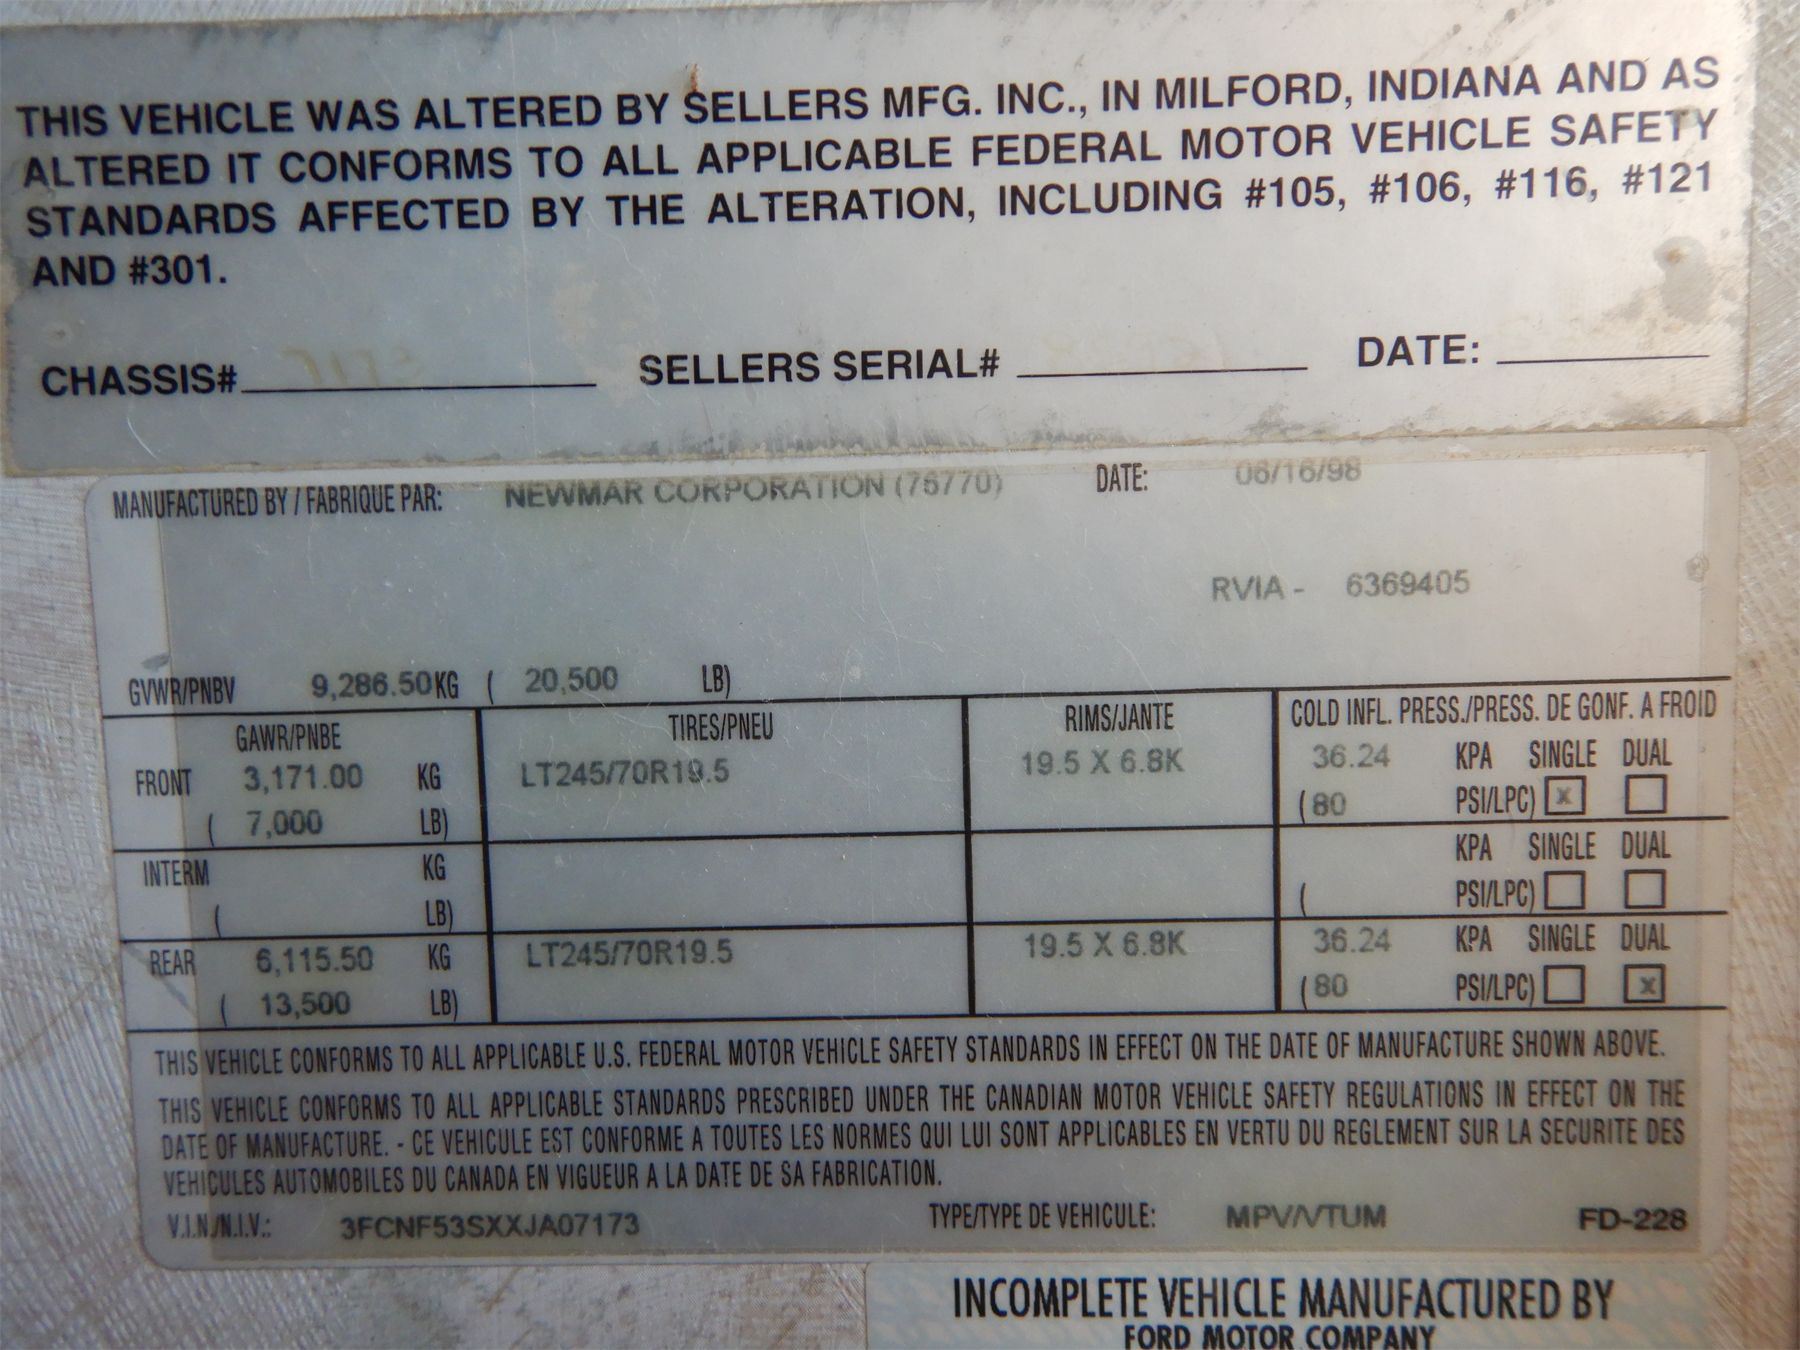 THIS VEHICLE WAS ALTERED BY SELLERS MFG. INC., IN MILFORD, INDIANA AND AS
ALTERED IT CONFORMS TO ALL APPLICABLE FEDERAL MOTOR VEHICLE SAFETY
STANDARDS AFFECTED BY THE ALTERATION, INCLUDING #105, #106, #116, #121
AND #301.
CHASSIS# SELLERS SERIAL# DATE:
MANUFACTURED BY / FABRIQUE PAR: NEWMAR CORPORATION (76770) DATE: 06/16/98
RVIA - 6369405
GVWR/PNBV 9,286.50 KG ( 20,500 LB)
GAWR/PNBE TIRES/PNEU RIMS/JANTE COLD INFL. PRESS./PRESS. DE GONF. A FROID
FRONT 3,171.00 KG LT245/70R19.5 19.5 X 6.8K 36.24 KPA SINGLE DUAL
( 7,000 LB) (80 PSI/LPC) X
INTERM KG KPA SINGLE DUAL
( LB) ( PSI/LPC)
REAR 6,115.50 KG LT245/70R19.5 19.5 X 6.8K 36.24 KPA SINGLE DUAL
( 13,500 LB) (80 PSI/LPC) X
THIS VEHICLE CONFORMS TO ALL APPLICABLE U.S. FEDERAL MOTOR VEHICLE SAFETY STANDARDS IN EFFECT ON THE DATE OF MANUFACTURE SHOWN ABOVE.
THIS VEHICLE CONFORMS TO ALL APPLICABLE STANDARDS PRESCRIBED UNDER THE CANADIAN MOTOR VEHICLE SAFETY REGULATIONS IN EFFECT ON THE
DATE OF MANUFACTURE. - CE VEHICULE EST CONFORME A TOUTES LES NORMES QUI LUI SONT APPLICABLES EN VERTU DU REGLEMENT SUR LA SECURITE DES
VEHICULES AUTOMOBILES DU CANADA EN VIGUEUR A LA DATE DE SA FABRICATION.
V.I.N./N.I.V.: 3FCNF53SXXJA07173 TYPE/TYPE DE VEHICULE: MPV/VTUM FD-228
INCOMPLETE VEHICLE MANUFACTURED BY
FORD MOTOR COMPANY